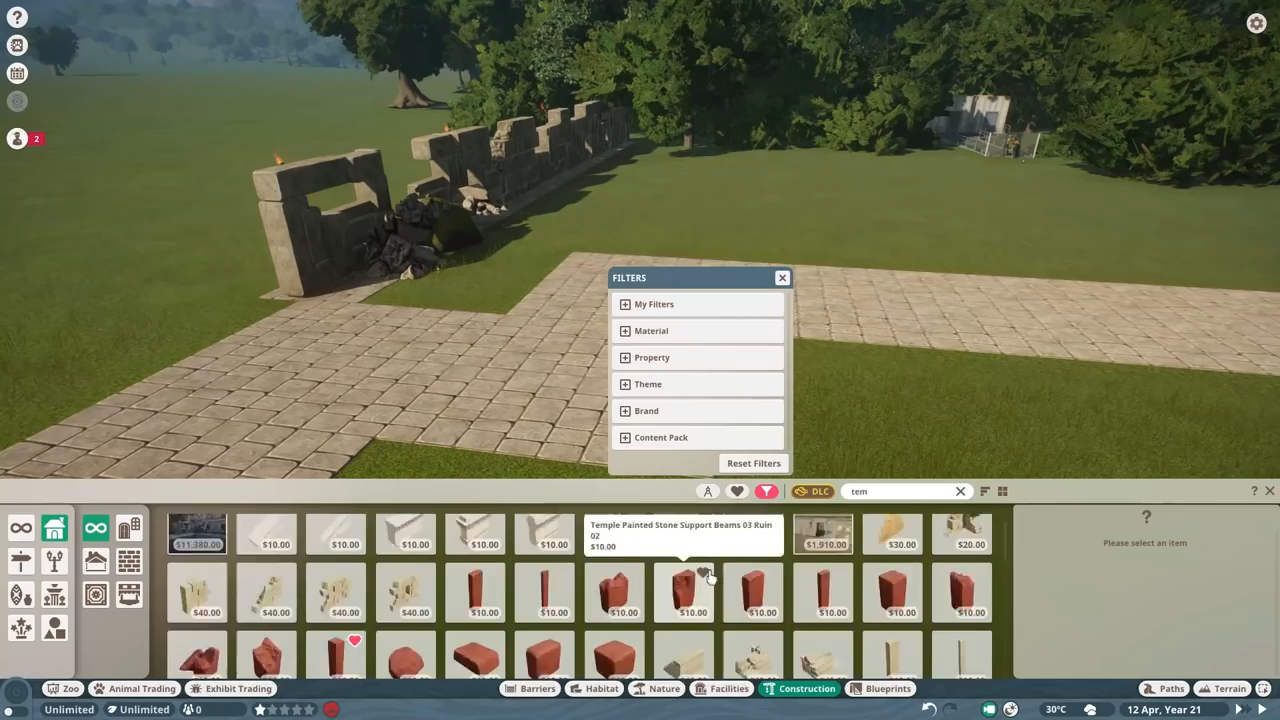 ?
2
FILTERS
My Filters
Material
Property
Theme
Brand
Content Pack
Reset Filters
DLC
tem
?
Temple Painted Stone Support Beams 03 Ruin
02
$10.00
?
Please select an item
$11,380.00
$10.00
$10.00
$10.00
$10.00
$10.00
$1,910.00
$30.00
$20.00
$40.00
$40.00
$40.00
$40.00
$10.00
$10.00
$10.00
$10.00
$10.00
$10.00
$10.00
$10.00
Zoo
Animal Trading
Exhibit Trading
Barriers
Habitat
Nature
Facilities
Construction
Blueprints
Paths
Terrain
Unlimited
Unlimited
0
30°C
12 Apr, Year 21